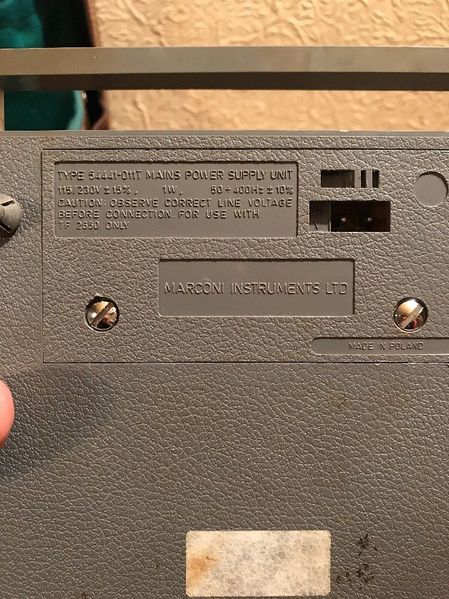 TYPE 54441-011T MAINS POWER SUPPLY UNIT
115/230V ± 15%, 1W, 50 ÷ 400Hz ± 10%
CAUTION: OBSERVE CORRECT LINE VOLTAGE
BEFORE CONNECTION. FOR USE WITH
TF 2650 ONLY
MARCONI INSTRUMENTS LTD
MADE IN POLAND